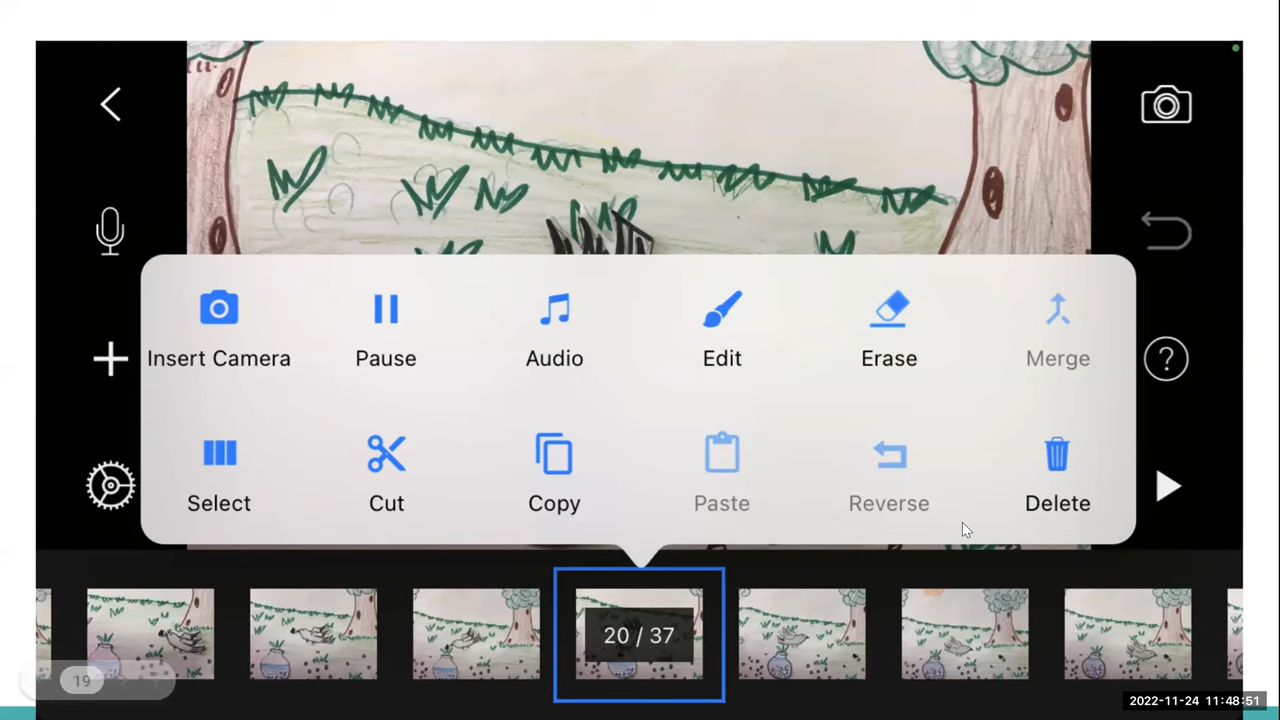 Insert Camera Pause Audio Edit Erase Merge
?
Select Cut Copy Paste Reverse Delete
20 / 37
19
2022-11-24 11:48:51